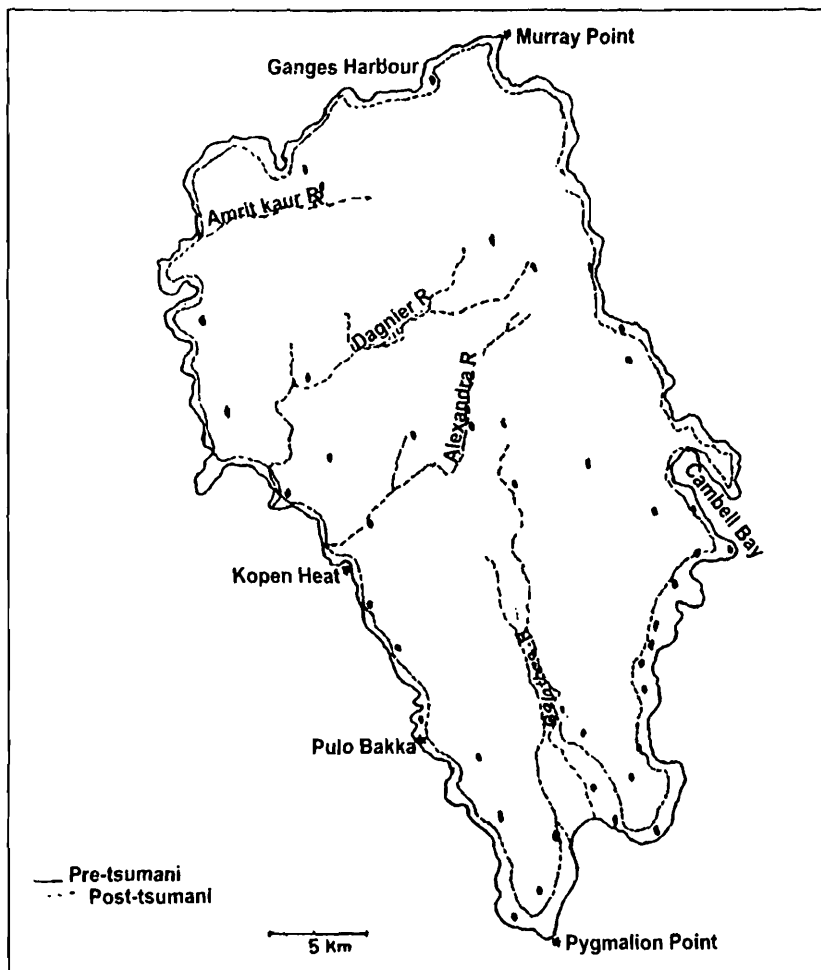 Murray Point
Ganges Harbour
Amrit kaur R
Dagnier R
Alexandra R
Cambell Bay
Kopen Heat
Pulo Bakka
Pre-tsumani
Post-tsumani
5 Km
Pygmalion Point